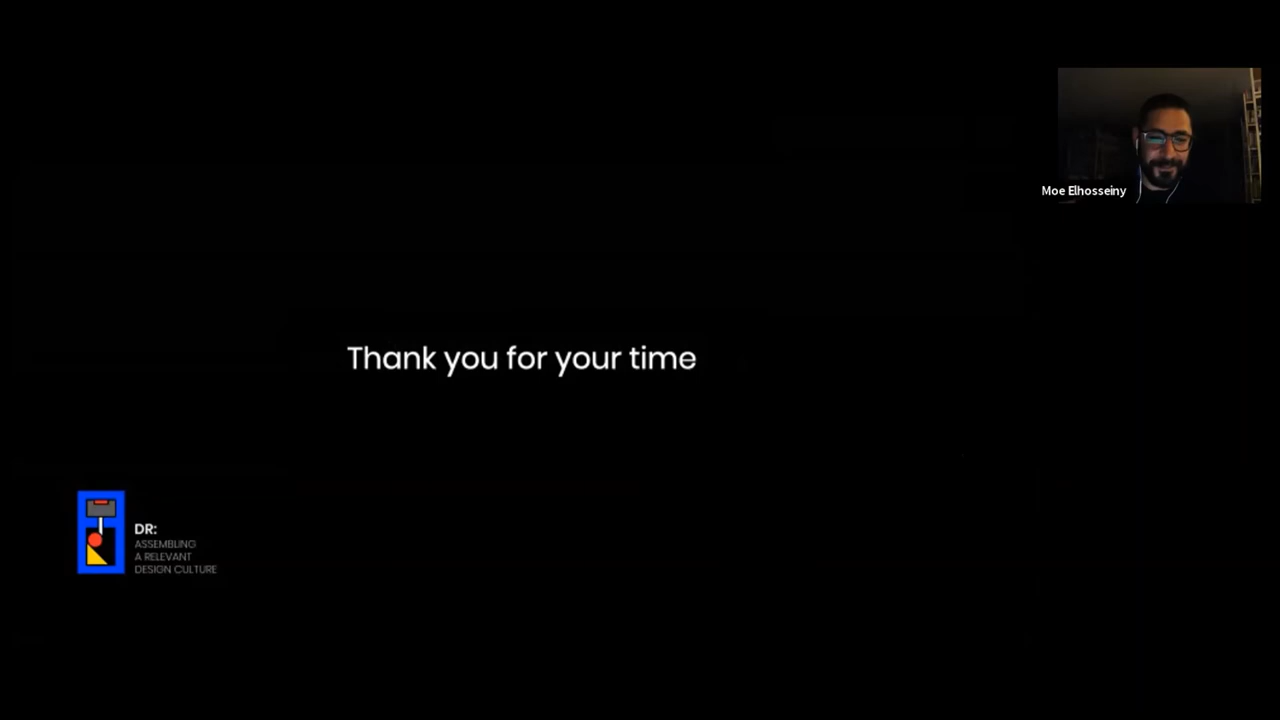 Moe Elhosseiny
Thank you for your time
DR:
ASSEMBLING
A RELEVANT
DESIGN CULTURE